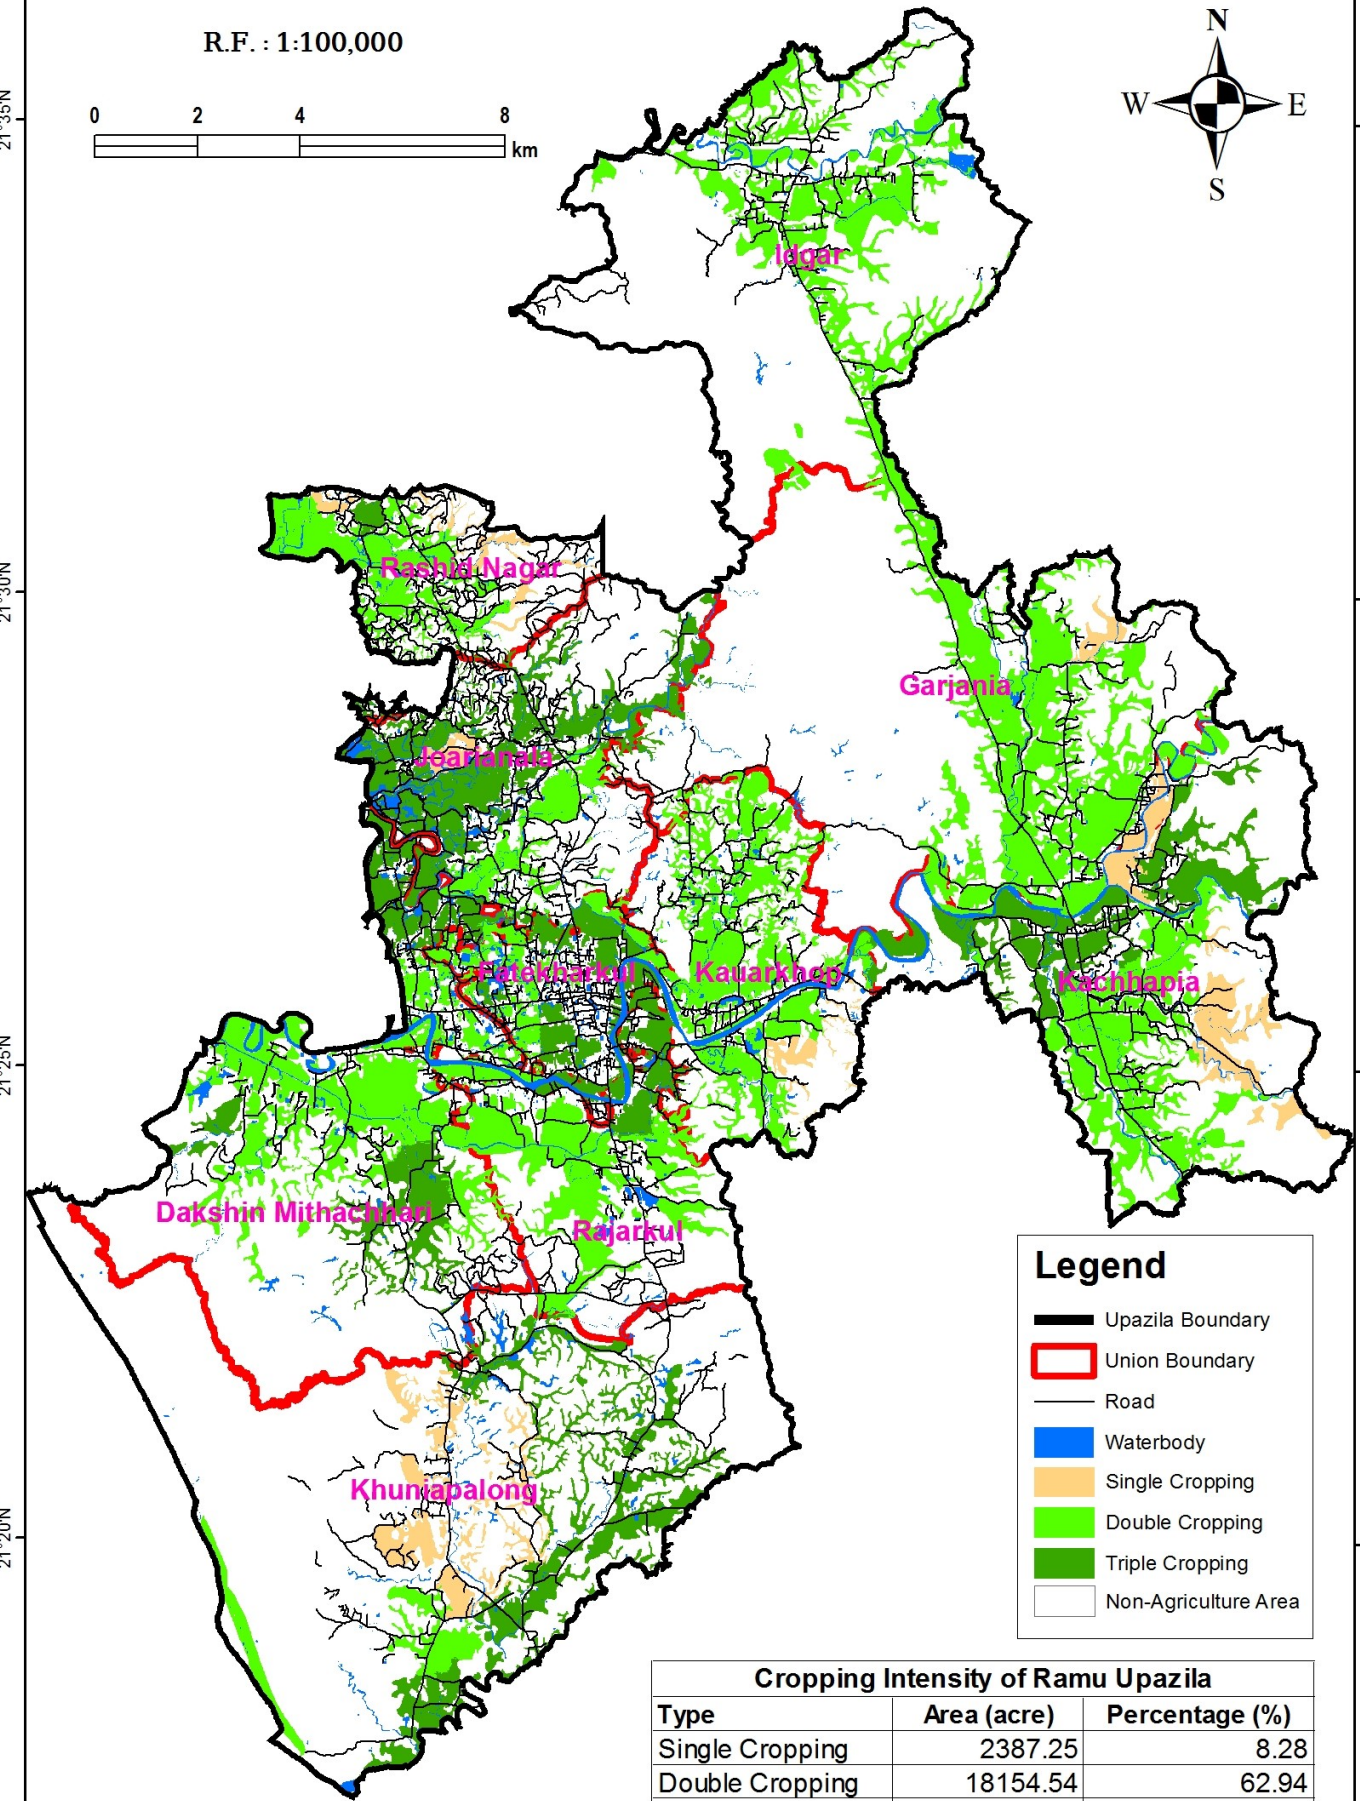 R.F. : 1:100,000
N
W E
S
0 2 4 8
km
21°35'N
21°30'N
21°25'N
21°20'N
Idgar
Rashid Nagar
Garjania
Joarianala
Fatekharkul
Kauarkhop
Kachhapia
Dakshin Mithachhari
Rajarkul
Khuniapalong
Legend
Upazila Boundary
Union Boundary
Road
Waterbody
Single Cropping
Double Cropping
Triple Cropping
Non-Agriculture Area
Cropping Intensity of Ramu Upazila
Type Area (acre) Percentage (%)
Single Cropping 2387.25 8.28
Double Cropping 18154.54 62.94